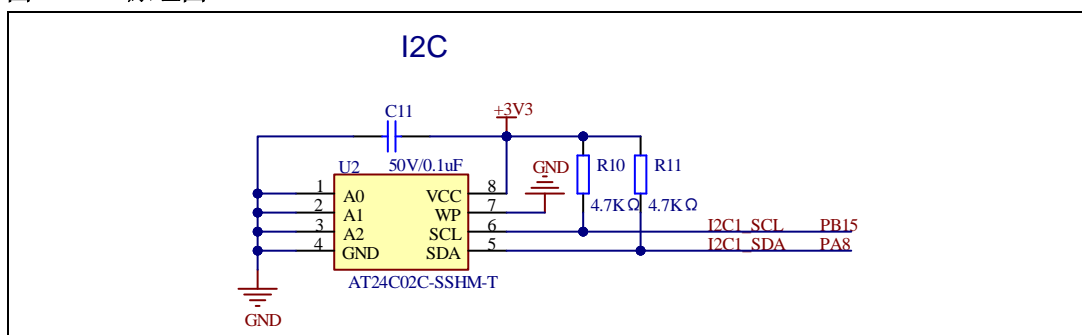 I2C
C11
+3V3
U2
50V/0.1uF
GND
R10
R11
1
A0
VCC
8
2
A1
WP
7
4.7KΩ
4.7KΩ
3
A2
SCL
6
I2C1_SCL
PB15
4
GND
SDA
5
I2C1_SDA
PA8
AT24C02C-SSHM-T
GND